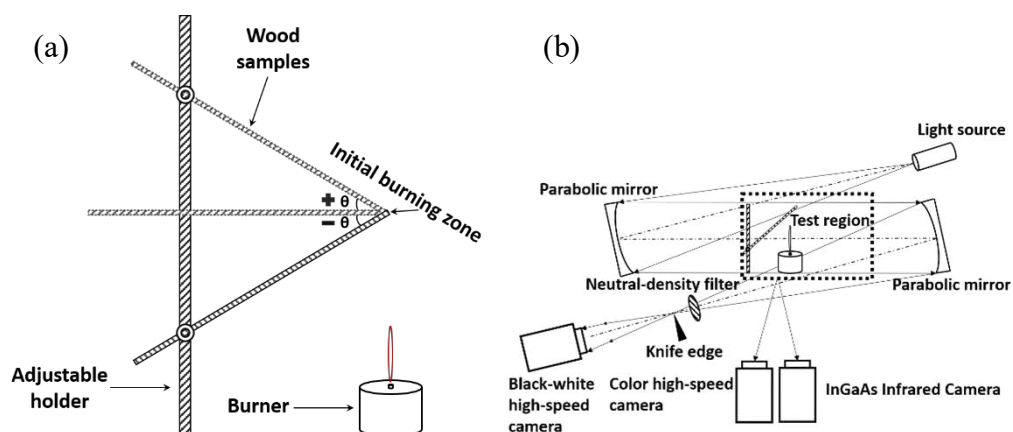 (a)
Wood
samples
Initial burning zone
+ θ
− θ
Adjustable
holder
Burner
(b)
Light source
Parabolic mirror
Test region
Neutral-density filter
Parabolic mirror
Knife edge
Black-white
high-speed
camera
Color high-speed
camera
InGaAs Infrared Camera